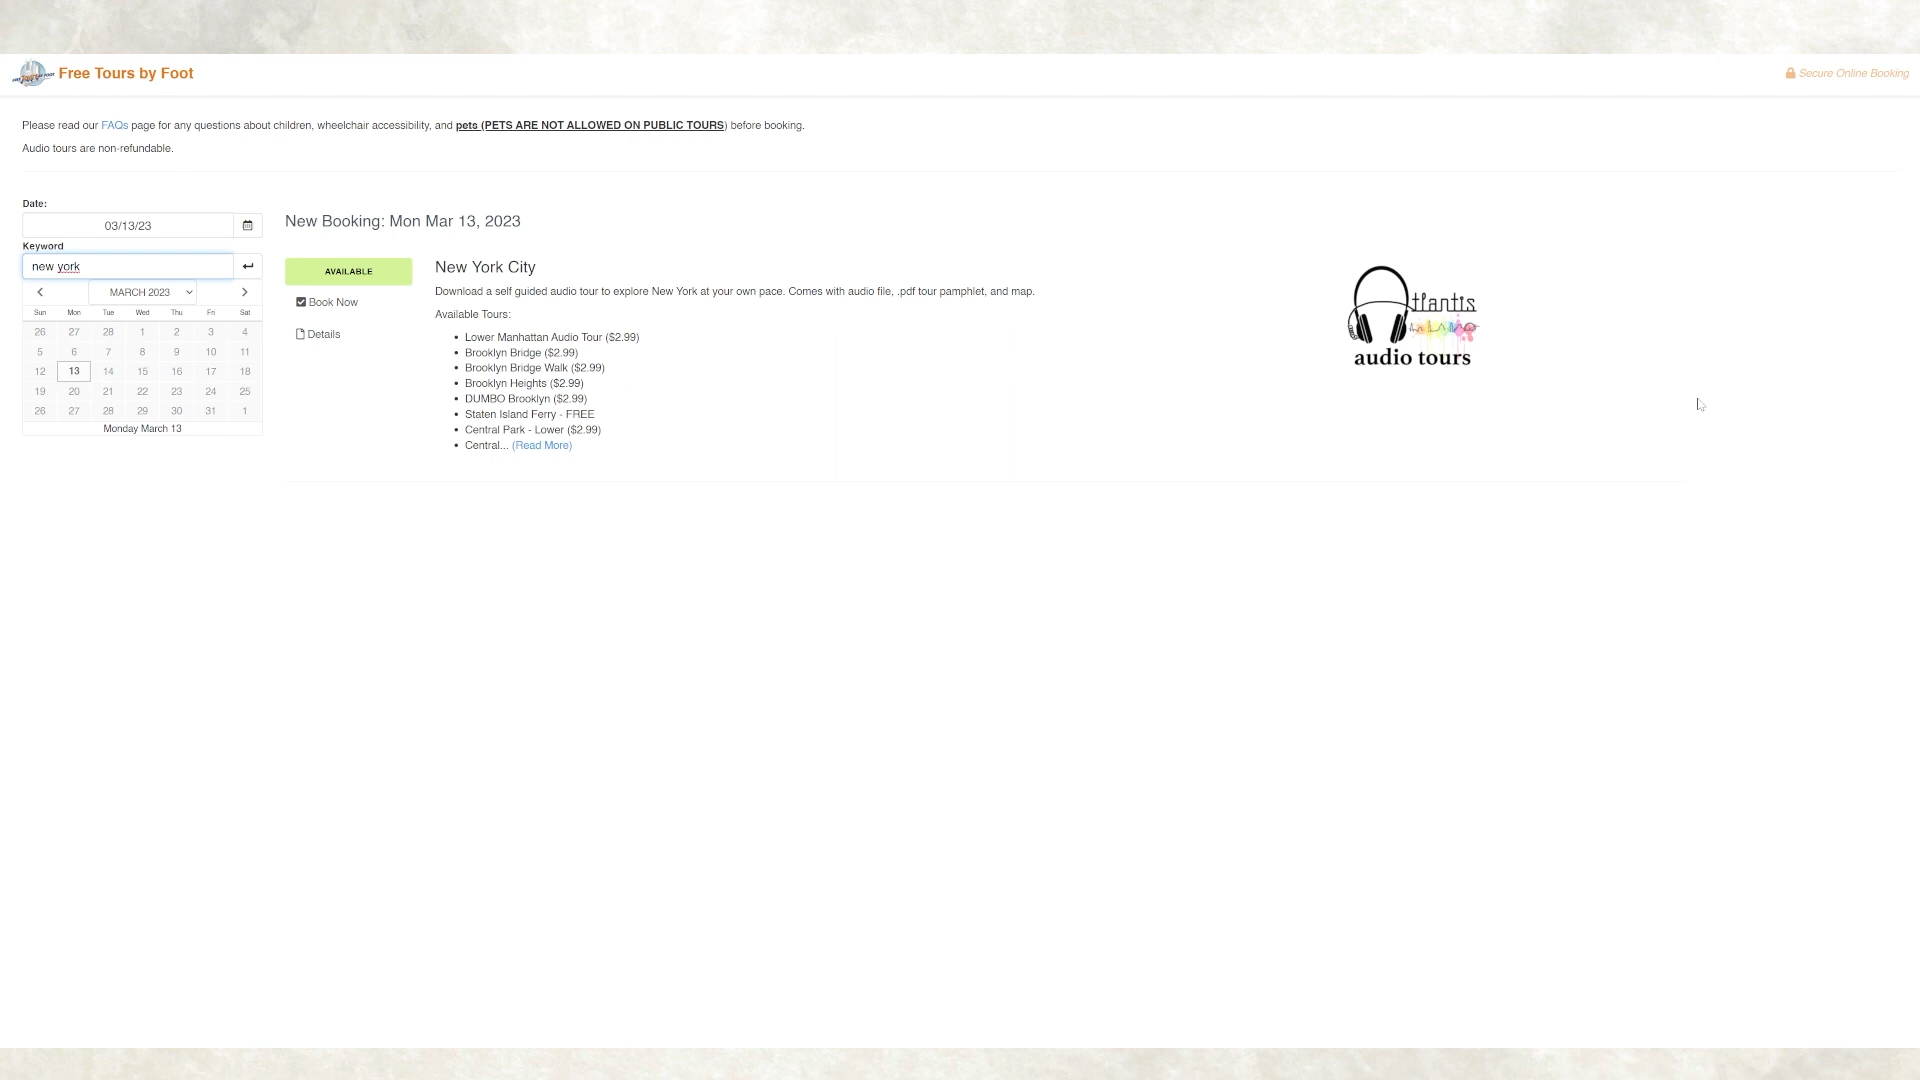 Free Tours by Foot
Secure Online Booking
Please read our FAQs page for any questions about children, wheelchair accessibility, and pets (PETS ARE NOT ALLOWED ON PUBLIC TOURS) before booking.
Audio tours are non-refundable.
Date:
03/13/23
Keyword
new york
MARCH 2023
Sun Mon Tue Wed Thu Fri Sat
26 27 28 1 2 3 4
5 6 7 8 9 10 11
12 13 14 15 16 17 18
19 20 21 22 23 24 25
26 27 28 29 30 31 1
Monday March 13
New Booking: Mon Mar 13, 2023
AVAILABLE
Book Now
Details
New York City
Download a self guided audio tour to explore New York at your own pace. Comes with audio file, .pdf tour pamphlet, and map.
Available Tours:
• Lower Manhattan Audio Tour ($2.99)
• Brooklyn Bridge ($2.99)
• Brooklyn Bridge Walk ($2.99)
• Brooklyn Heights ($2.99)
• DUMBO Brooklyn ($2.99)
• Staten Island Ferry - FREE
• Central Park - Lower ($2.99)
• Central... (Read More)
atlantis
audio tours